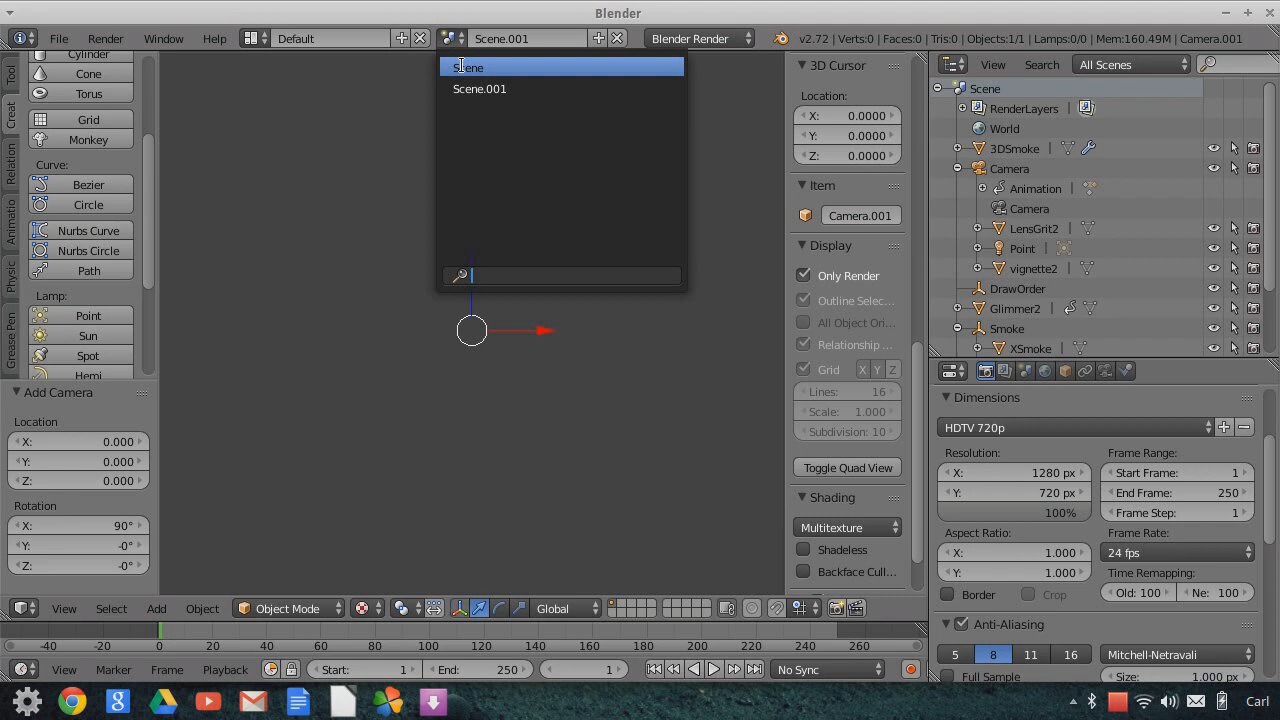 Blender
File Render Window Help Default Scene.001 Blender Render v2.72 | Verts:0 | Faces:0 | Tris:0 | Objects:1/1 | Lamps:0/0 | Mem:160.49M | Camera.001
Tool
Creat
Relation
Animatio
Physic
Grease Pen
Cylinder
Cone
Torus
Grid
Monkey
Curve:
Bezier
Circle
Nurbs Curve
Nurbs Circle
Path
Lamp:
Point
Sun
Spot
Hemi
Add Camera
Location
X: 0.000
Y: 0.000
Z: 0.000
Rotation
X: 90°
Y: -0°
Z: -0°
Scene
Scene.001
3D Cursor
Location:
X: 0.0000
Y: 0.0000
Z: 0.0000
Item
Camera.001
Display
Only Render
Outline Selec...
All Object Ori...
Relationship ...
Grid X Y Z
Lines: 16
Scale: 1.000
Subdivision: 10
Toggle Quad View
Shading
Multitexture
Shadeless
Backface Cull...
View Search All Scenes
Scene
RenderLayers |
World
3DSmoke |
Camera
Animation |
Camera
LensGrit2 |
Point |
vignette2 |
DrawOrder
Glimmer2 |
Smoke
XSmoke |
Dimensions
HDTV 720p
Resolution: Frame Range:
X: 1280 px Start Frame: 1
Y: 720 px End Frame: 250
100% Frame Step: 1
Aspect Ratio: Frame Rate:
X: 1.000 24 fps
Y: 1.000 Time Remapping:
Border Crop Old: 100 Ne: 100
Anti-Aliasing
5 8 11 16 Mitchell-Netravali
Full Sample Size: 1.000 px
View Select Add Object Object Mode Global
-40 -20 0 20 40 60 80 100 120 140 160 180 200 220 240 260
View Marker Frame Playback Start: 1 End: 250 1 No Sync
Carl